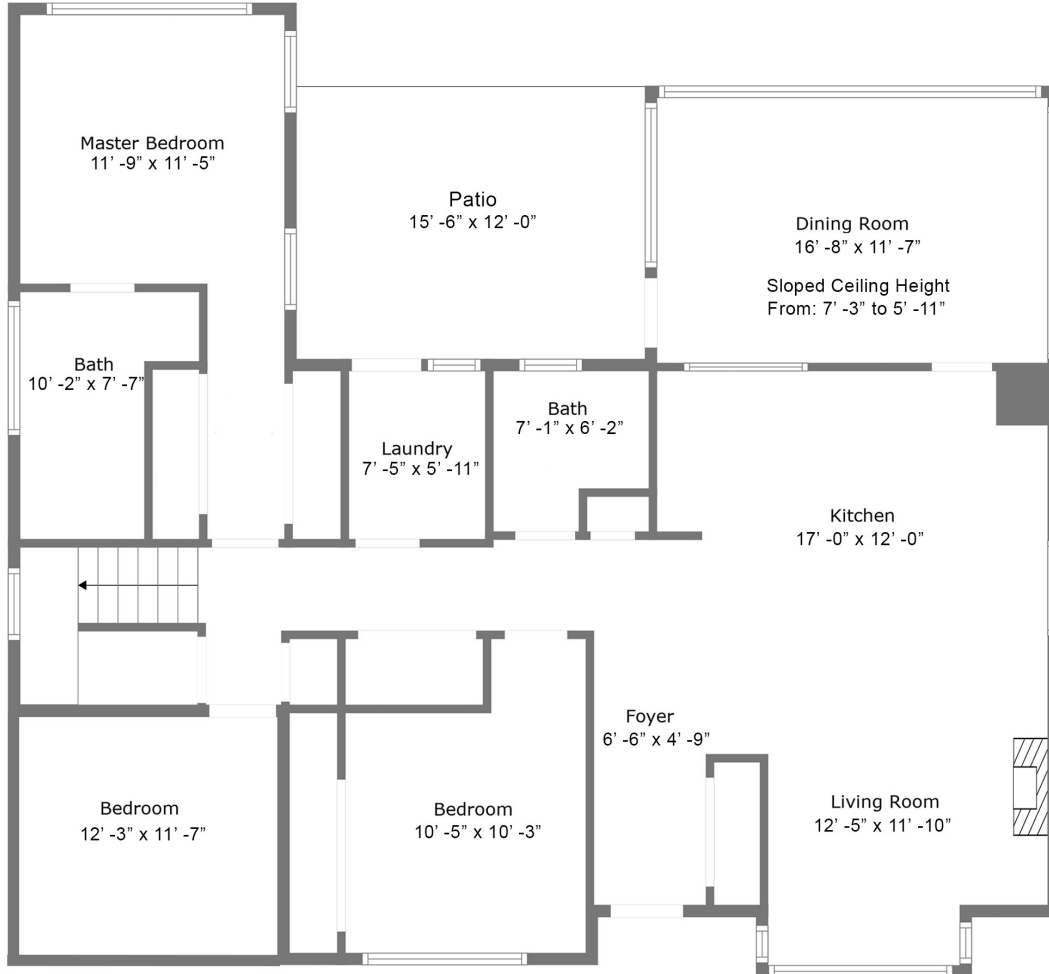 Master Bedroom
11’ -9” x 11’ -5”
Patio
15’ -6” x 12’ -0”
Dining Room
16’ -8” x 11’ -7”
Sloped Ceiling Height
From: 7’ -3” to 5’ -11”
Bath
10’ -2” x 7’ -7”
Bath
7’ -1” x 6’ -2”
Laundry
7’ -5” x 5’ -11”
Kitchen
17’ -0” x 12’ -0”
Foyer
6’ -6” x 4’ -9”
Bedroom
12’ -3” x 11’ -7”
Bedroom
10’ -5” x 10’ -3”
Living Room
12’ -5” x 11’ -10”